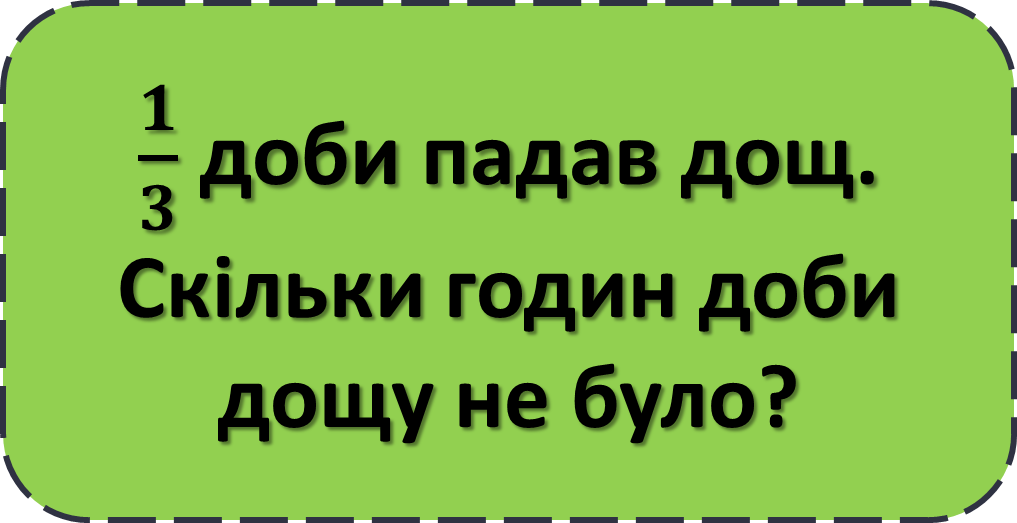 1/3 доби падав дощ.
Скільки годин доби
дощу не було?